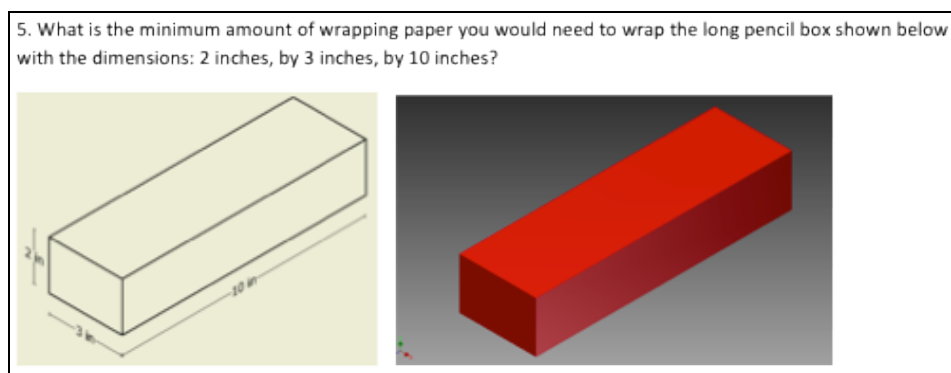 5. What is the minimum amount of wrapping paper you would need to wrap the long pencil box shown below
with the dimensions: 2 inches, by 3 inches, by 10 inches?
2 in
10 in
3 in